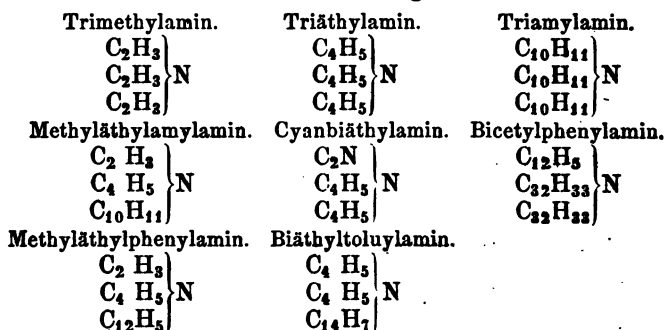 Trimethylamin. Triäthylamin. Triamylamin.
C₂H₃ C₄H₅ C₁₀H₁₁
C₂H₃}N C₄H₅}N C₁₀H₁₁}N
C₂H₃ C₄H₅ C₁₀H₁₁
Methyläthylamylamin. Cyanbiäthylamin. Bicetylphenylamin.
C₂ H₃ C₂N C₁₂H₅
C₄ H₅}N C₄H₅}N C₃₂H₃₃}N
C₁₀H₁₁ C₄H₅ C₃₂H₃₃
Methyläthylphenylamin. Biäthyltoluylamin.
C₂ H₃ C₄ H₅
C₄ H₅}N C₄ H₅}N
C₁₂H₅ C₁₄H₇